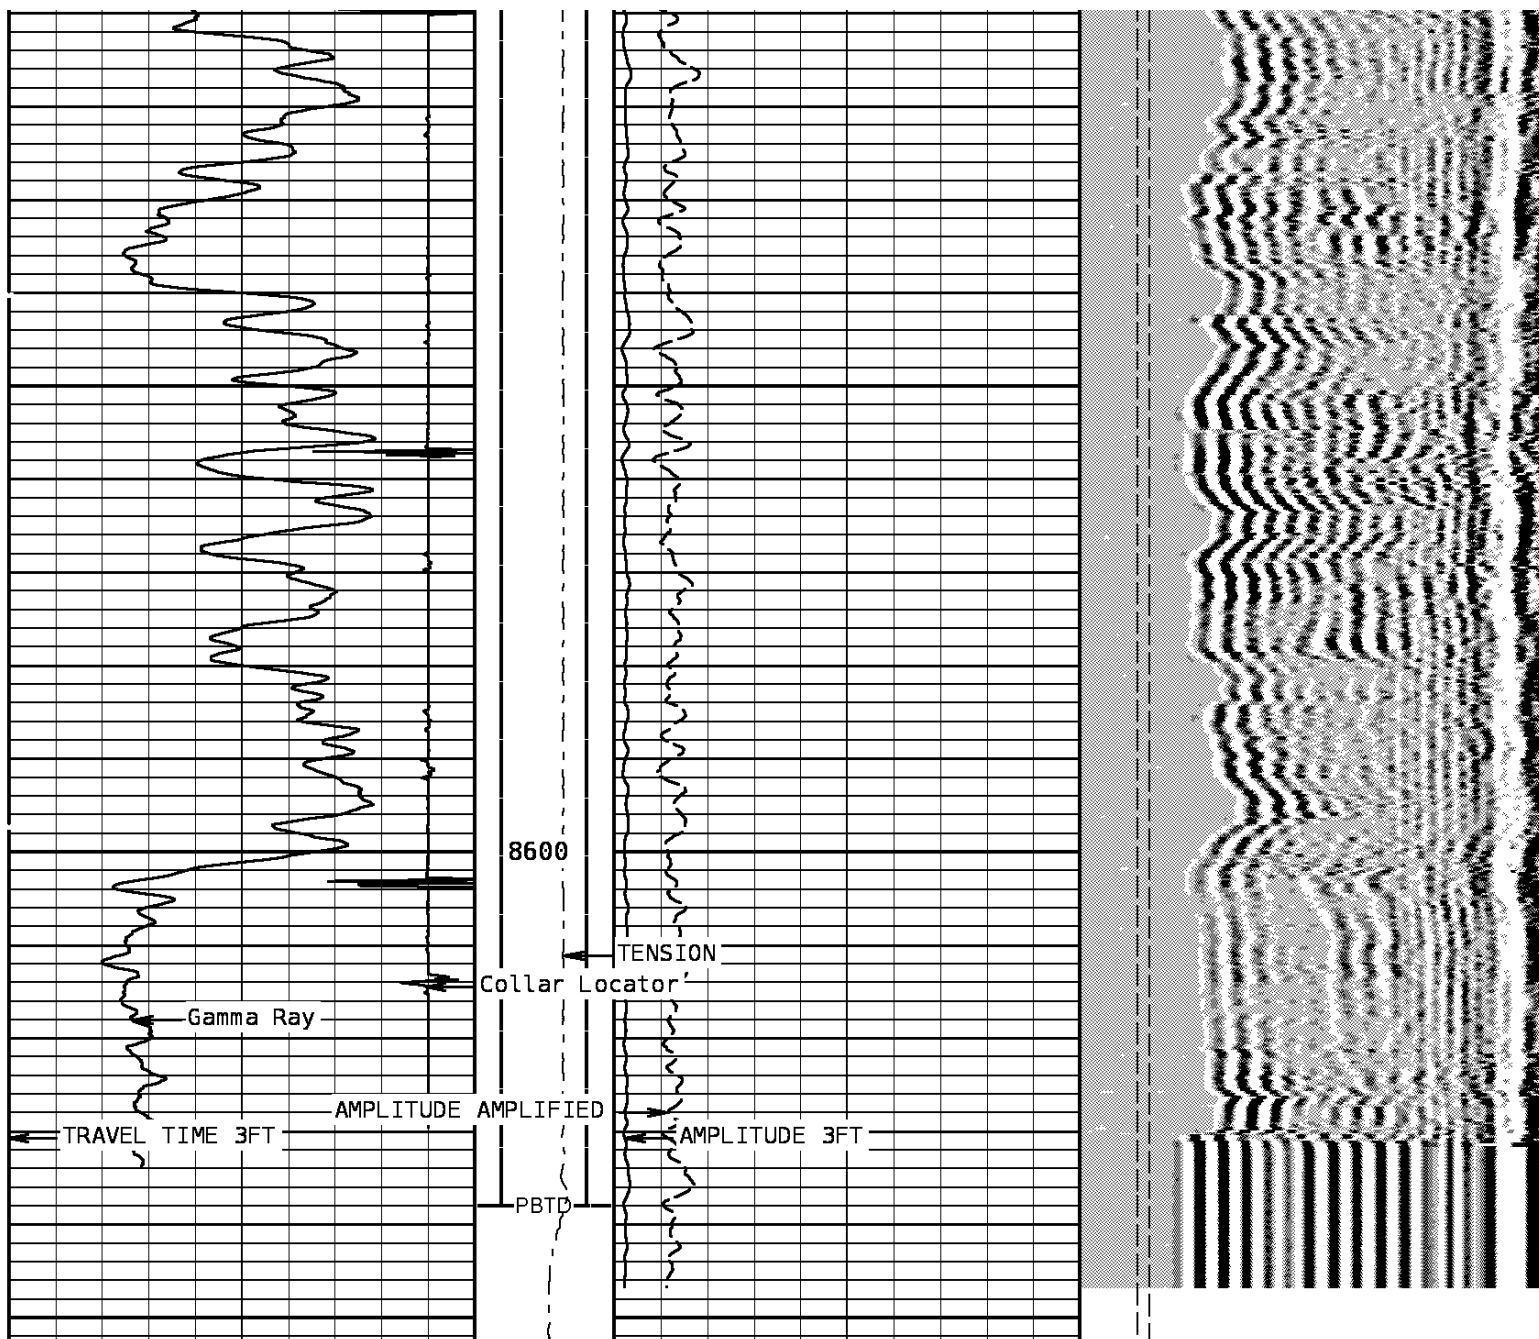 8600
TENSION
Collar Locator
Gamma Ray
AMPLITUDE AMPLIFIED
TRAVEL TIME 3FT
AMPLITUDE 3FT
PBTD